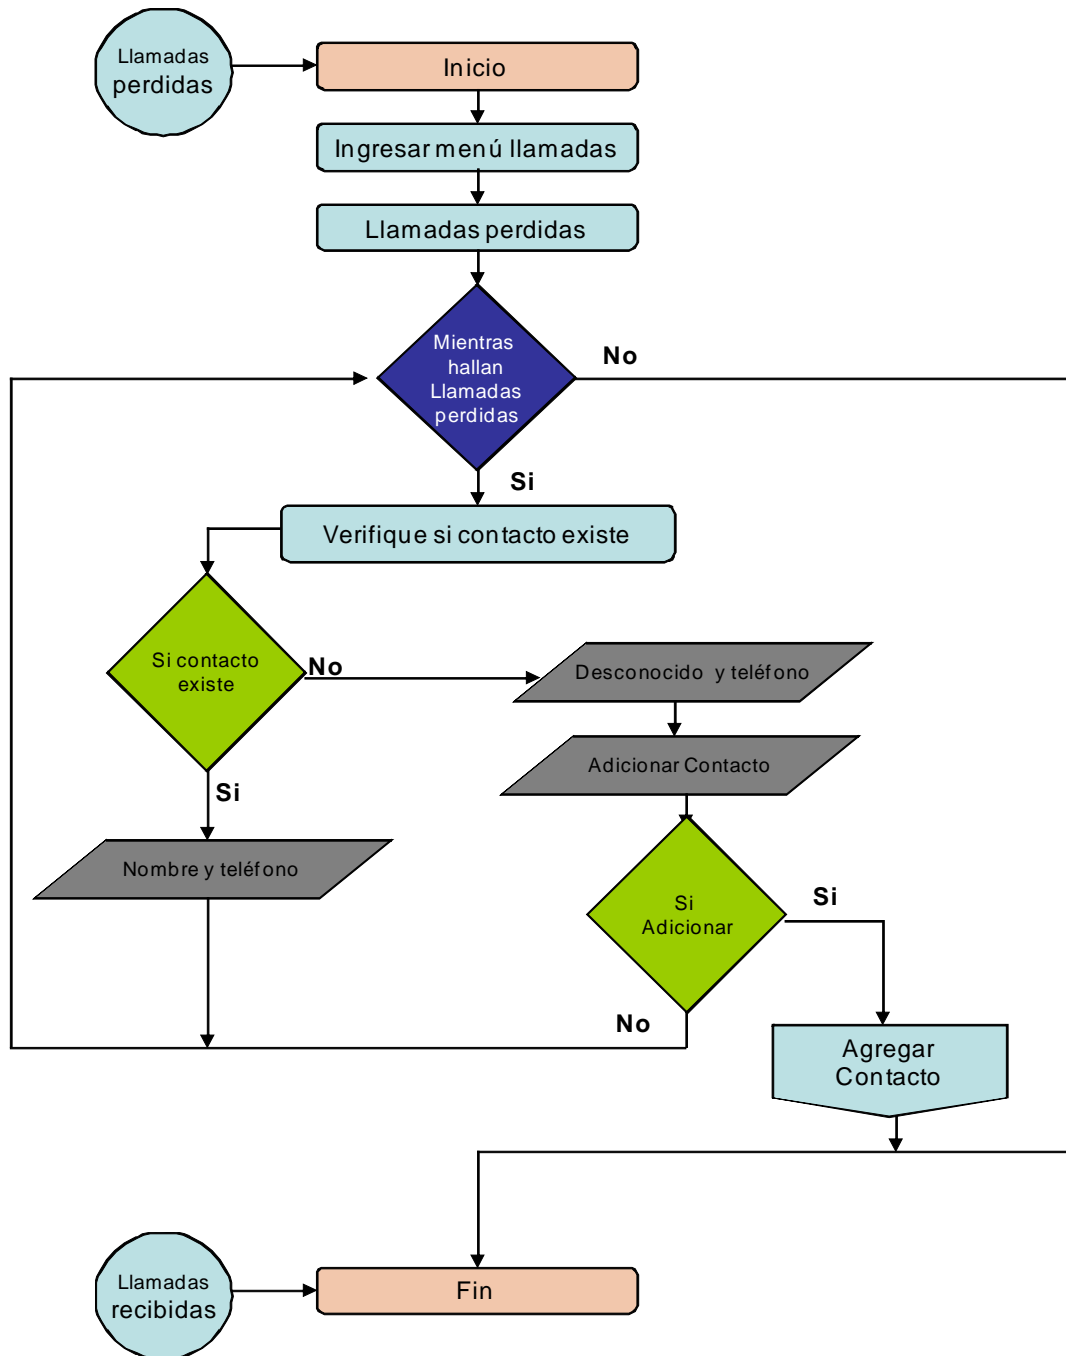 Llamadas
perdidas
Inicio
Ingresar menú llamadas
Llamadas perdidas
Mientras
hallan
Llamadas
perdidas
No
Si
Verifique si contacto existe
Si contacto
existe
No
Desconocido y teléfono
Adicionar Contacto
Si
Nombre y teléfono
Si
Adicionar
Si
No
Agregar
Contacto
Llamadas
recibidas
Fin